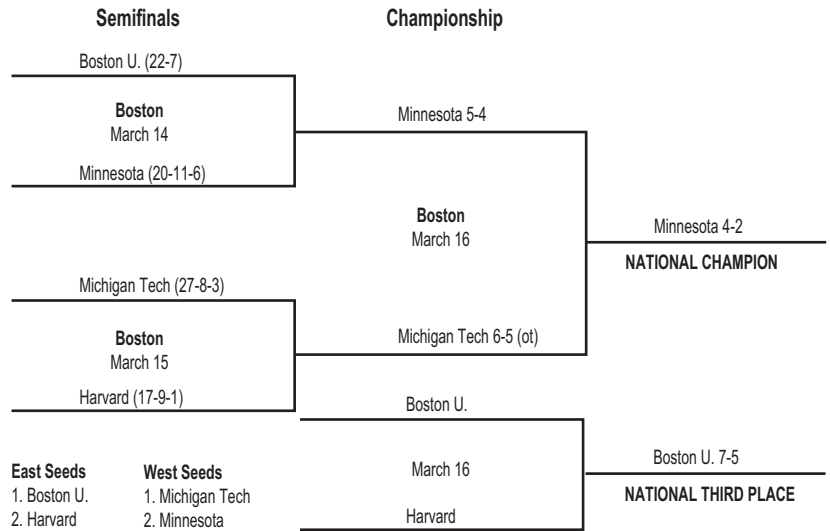 Semifinals
Championship
Boston U. (22-7)
Boston
March 14
Minnesota (20-11-6)
Minnesota 5-4
Boston
March 16
Minnesota 4-2
NATIONAL CHAMPION
Michigan Tech (27-8-3)
Boston
March 15
Harvard (17-9-1)
Michigan Tech 6-5 (ot)
Boston U.
March 16
Harvard
Boston U. 7-5
NATIONAL THIRD PLACE
East Seeds
1. Boston U.
2. Harvard
West Seeds
1. Michigan Tech
2. Minnesota